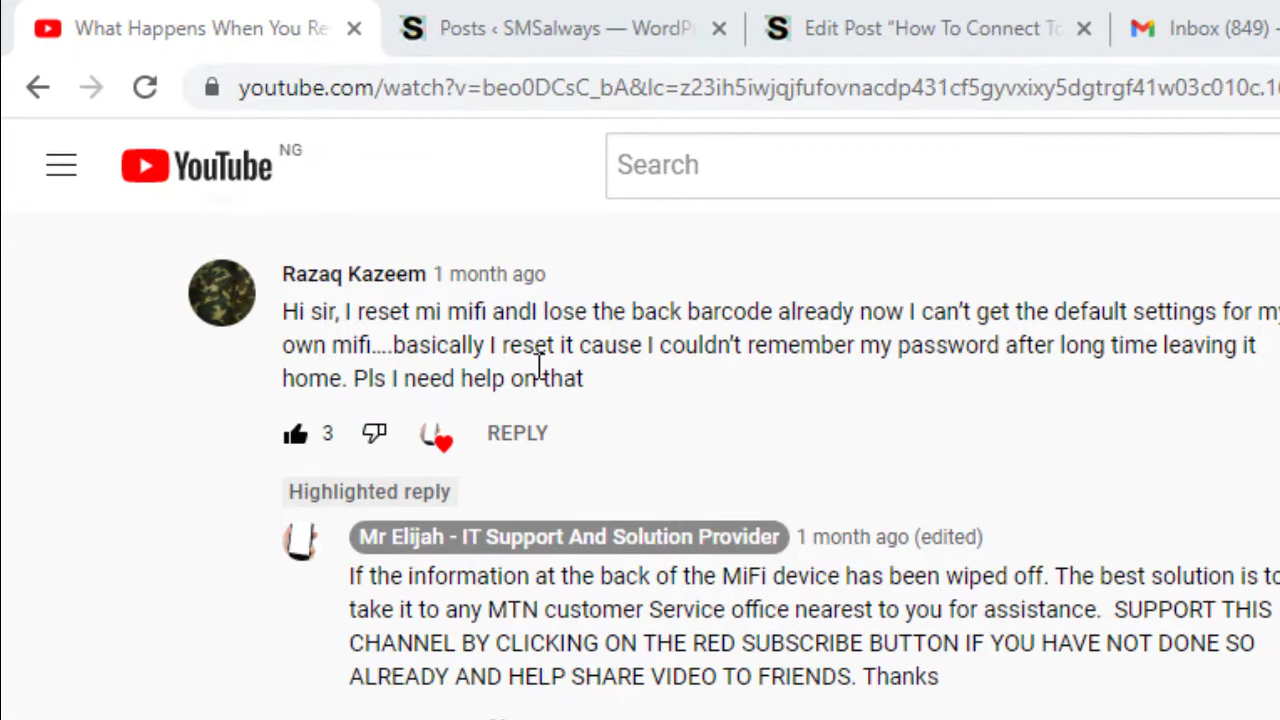 What Happens When You Re
Posts ‹ SMSalways — WordP
Edit Post “How To Connect To
Inbox (849) -
youtube.com/watch?v=beo0DCsC_bA&lc=z23ih5iwjqjfufovnacdp431cf5gyvxixy5dgtrgf41w03c010c.1
YouTube NG
Search
Razaq Kazeem 1 month ago
Hi sir, I reset mi mifi andI lose the back barcode already now I can’t get the default settings for my
own mifi....basically I reset it cause I couldn’t remember my password after long time leaving it
home. Pls I need help on that
3 REPLY
Highlighted reply
Mr Elijah - IT Support And Solution Provider 1 month ago (edited)
If the information at the back of the MiFi device has been wiped off. The best solution is to
take it to any MTN customer Service office nearest to you for assistance. SUPPORT THIS
CHANNEL BY CLICKING ON THE RED SUBSCRIBE BUTTON IF YOU HAVE NOT DONE SO
ALREADY AND HELP SHARE VIDEO TO FRIENDS. Thanks